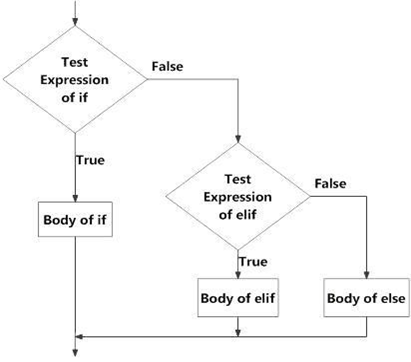 Test
Expression
of if
False
True
Body of if
Test
Expression
of elif
False
True
Body of elif
Body of else